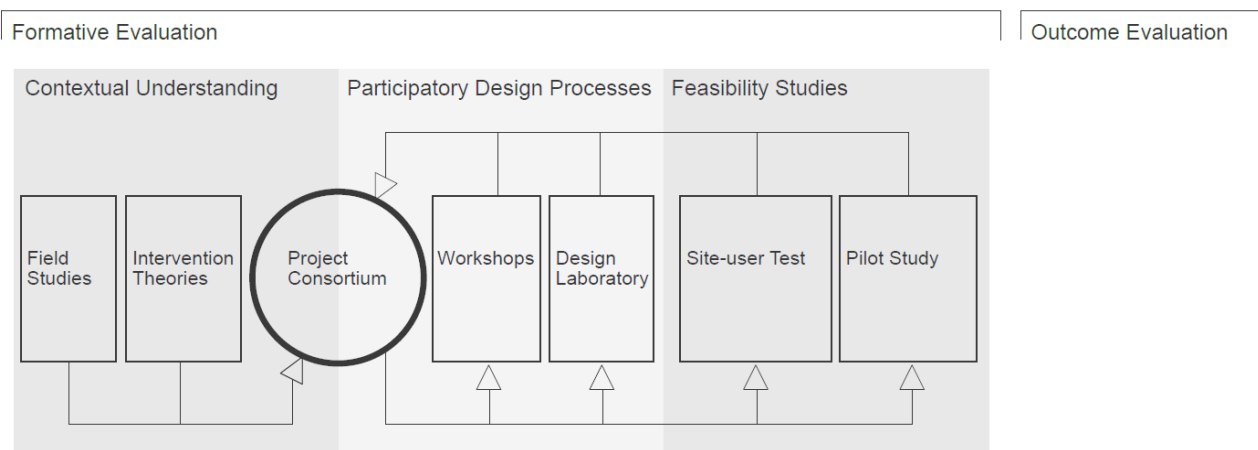 Formative Evaluation
Outcome Evaluation
Contextual Understanding
Participatory Design Processes
Feasibility Studies
Field
Studies
Intervention
Theories
Project
Consortium
Workshops
Design
Laboratory
Site-user Test
Pilot Study